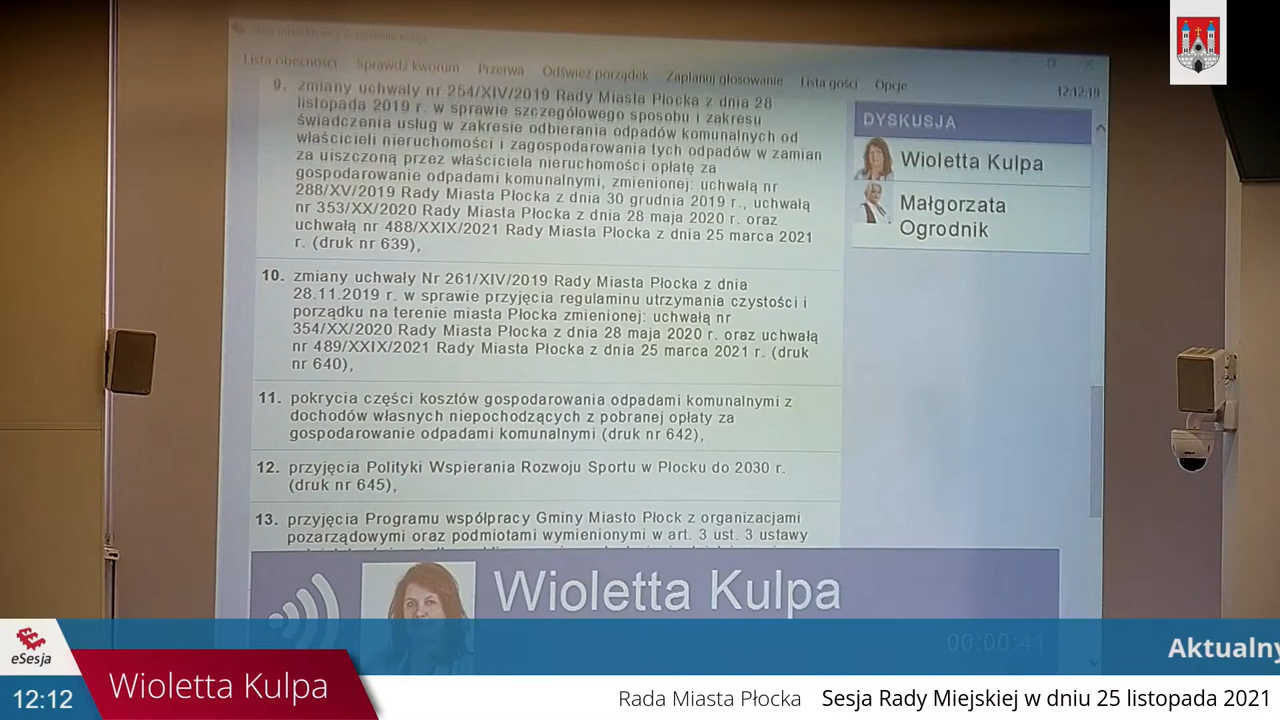 Lista obecności Sprawdź kworum Przerwa Odśwież porządek Zaplanuj głosowanie Lista gości Opcje
12:12:19
9. zmiany uchwały nr 254/XIV/2019 Rady Miasta Płocka z dnia 28
listopada 2019 r. w sprawie szczegółowego sposobu i zakresu
świadczenia usług w zakresie odbierania odpadów komunalnych od
właścicieli nieruchomości i zagospodarowania tych odpadów w zamian
za uiszczoną przez właściciela nieruchomości opłatę za
gospodarowanie odpadami komunalnymi, zmienionej: uchwałą nr
288/XV/2019 Rady Miasta Płocka z dnia 30 grudnia 2019 r., uchwałą
nr 353/XX/2020 Rady Miasta Płocka z dnia 28 maja 2020 r. oraz
uchwałą nr 488/XXIX/2021 Rady Miasta Płocka z dnia 25 marca 2021
r. (druk nr 639),
10. zmiany uchwały Nr 261/XIV/2019 Rady Miasta Płocka z dnia
28.11.2019 r. w sprawie przyjęcia regulaminu utrzymania czystości i
porządku na terenie miasta Płocka zmienionej: uchwałą nr
354/XX/2020 Rady Miasta Płocka z dnia 28 maja 2020 r. oraz uchwałą
nr 489/XXIX/2021 Rady Miasta Płocka z dnia 25 marca 2021 r. (druk
nr 640),
11. pokrycia części kosztów gospodarowania odpadami komunalnymi z
dochodów własnych niepochodzących z pobranej opłaty za
gospodarowanie odpadami komunalnymi (druk nr 642),
12. przyjęcia Polityki Wspierania Rozwoju Sportu w Płocku do 2030 r.
(druk nr 645),
13. przyjęcia Programu współpracy Gminy Miasto Płock z organizacjami
pozarządowymi oraz podmiotami wymienionymi w art. 3 ust. 3 ustawy
DYSKUSJA
Wioletta Kulpa
Małgorzata
Ogrodnik
Wioletta Kulpa
00:00:41
Aktualny
eSesja
12:12
Wioletta Kulpa
Rada Miasta Płocka Sesja Rady Miejskiej w dniu 25 listopada 2021